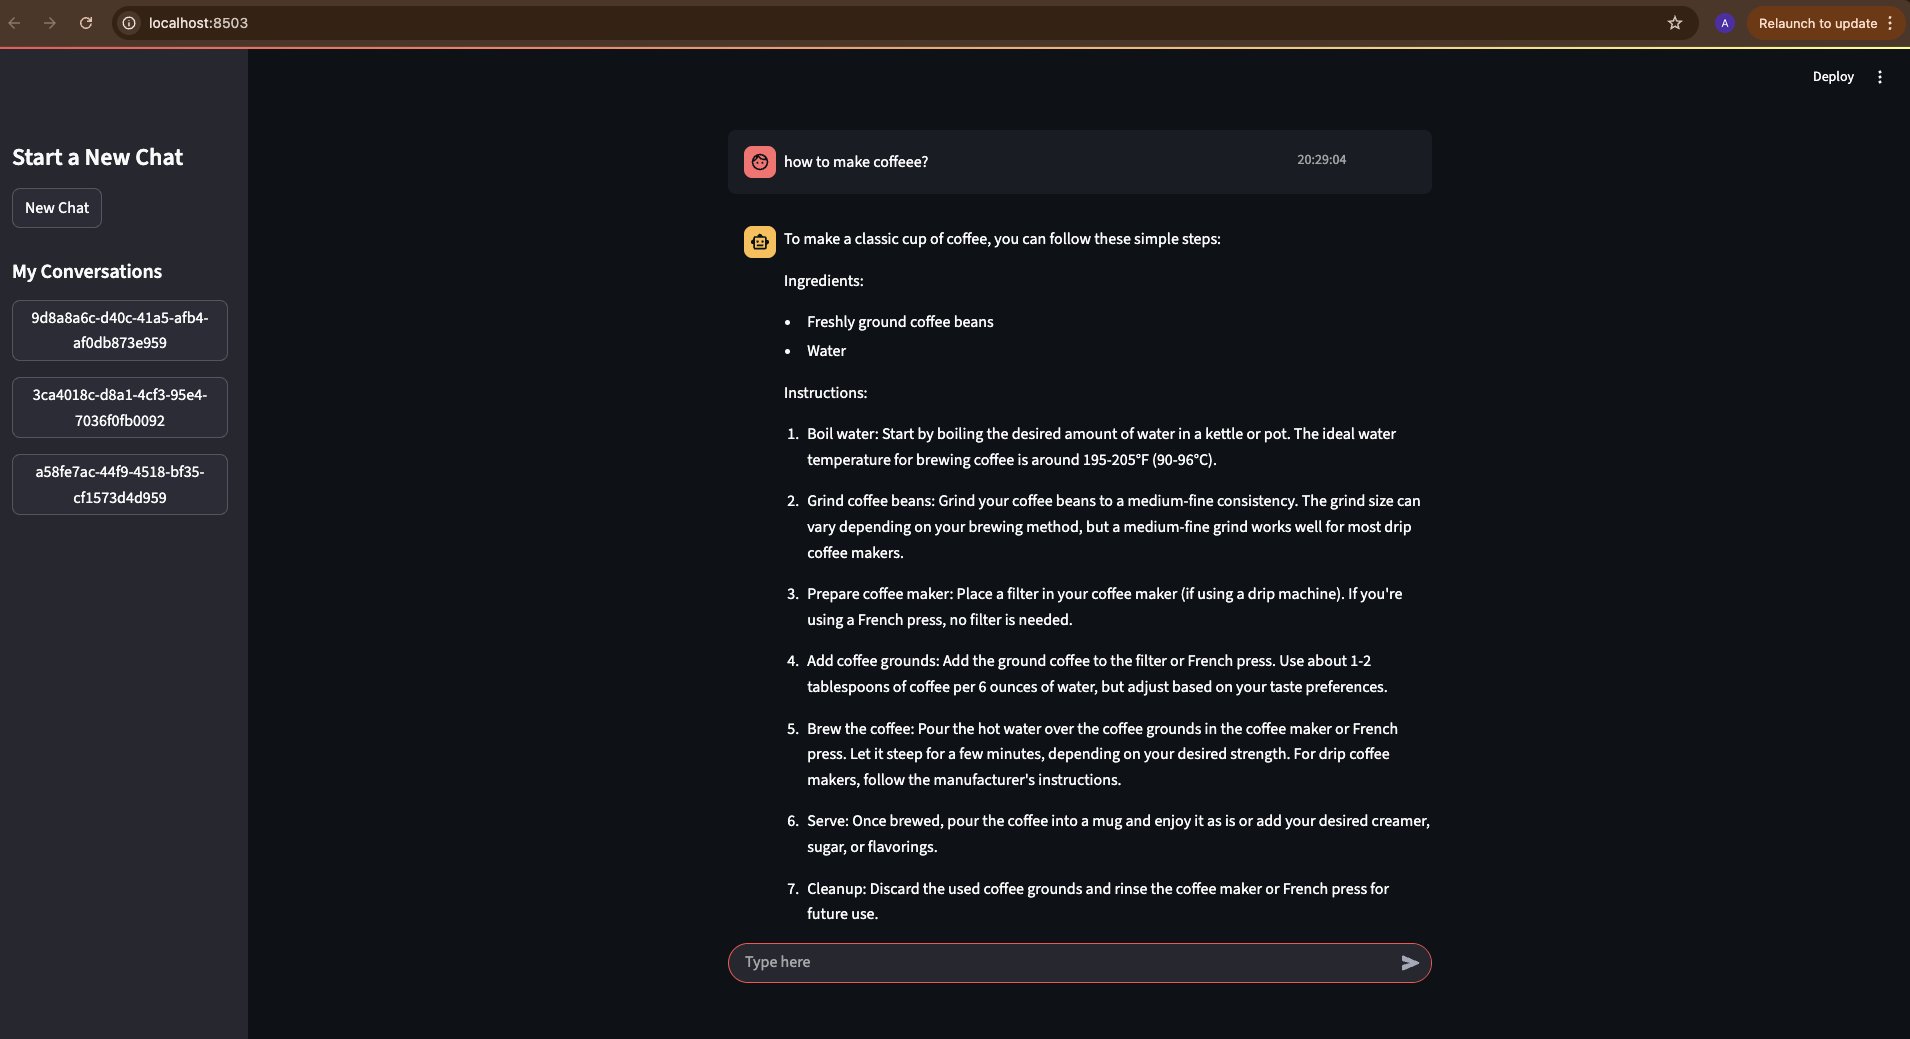 localhost:8503
A
Relaunch to update
Deploy
Start a New Chat
New Chat
My Conversations
9d8a8a6c-d40c-41a5-afb4-
af0db873e959
3ca4018c-d8a1-4cf3-95e4-
7036f0fb0092
a58fe7ac-44f9-4518-bf35-
cf1573d4d959
how to make coffeee?
20:29:04
To make a classic cup of coffee, you can follow these simple steps:
Ingredients:
• Freshly ground coffee beans
• Water
Instructions:
1. Boil water: Start by boiling the desired amount of water in a kettle or pot. The ideal water
temperature for brewing coffee is around 195-205°F (90-96°C).
2. Grind coffee beans: Grind your coffee beans to a medium-fine consistency. The grind size can
vary depending on your brewing method, but a medium-fine grind works well for most drip
coffee makers.
3. Prepare coffee maker: Place a filter in your coffee maker (if using a drip machine). If you're
using a French press, no filter is needed.
4. Add coffee grounds: Add the ground coffee to the filter or French press. Use about 1-2
tablespoons of coffee per 6 ounces of water, but adjust based on your taste preferences.
5. Brew the coffee: Pour the hot water over the coffee grounds in the coffee maker or French
press. Let it steep for a few minutes, depending on your desired strength. For drip coffee
makers, follow the manufacturer's instructions.
6. Serve: Once brewed, pour the coffee into a mug and enjoy it as is or add your desired creamer,
sugar, or flavorings.
7. Cleanup: Discard the used coffee grounds and rinse the coffee maker or French press for
future use.
Type here